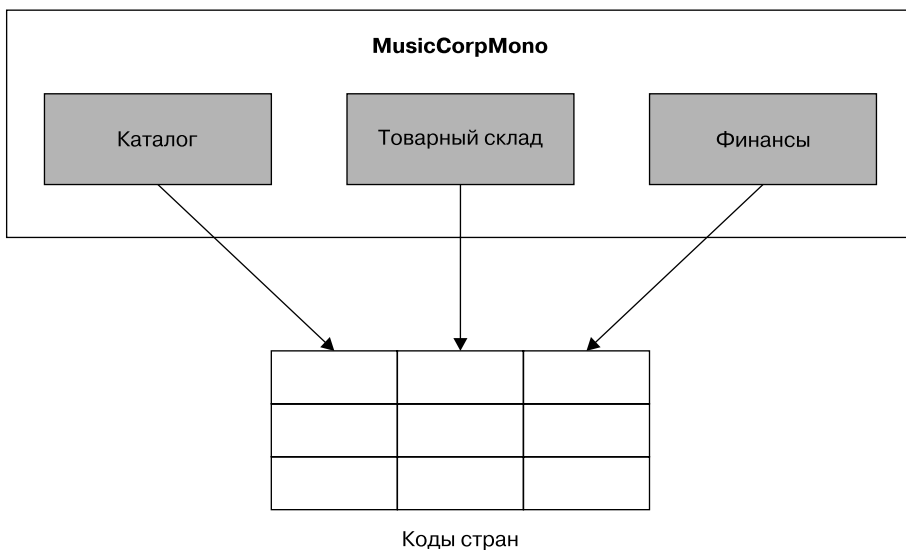 MusicCorpMono
Каталог
Товарный склад
Финансы
Коды стран